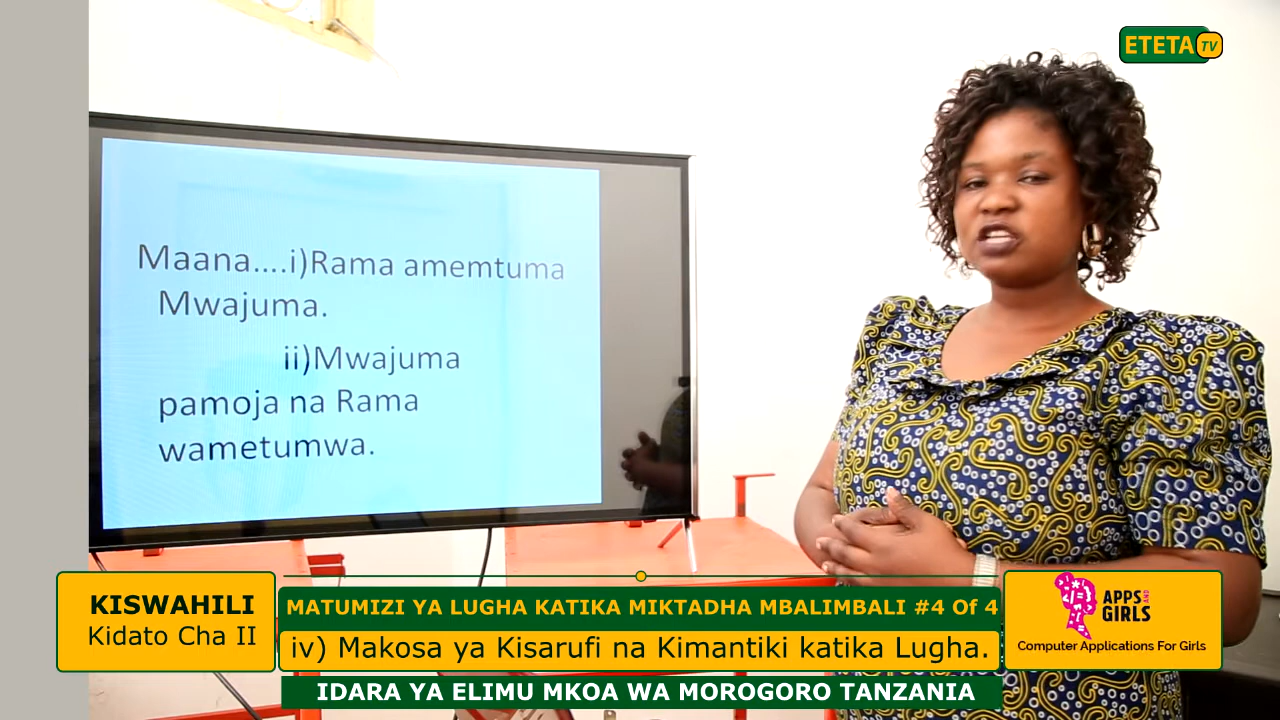 ETETA TV
Maana....i)Rama amemtuma
Mwajuma.
ii)Mwajuma
pamoja na Rama
wametumwa.
KISWAHILI
Kidato Cha II
MATUMIZI YA LUGHA KATIKA MIKTADHA MBALIMBALI #4 Of 4
iv) Makosa ya Kisarufi na Kimantiki katika Lugha.
IDARA YA ELIMU MKOA WA MOROGORO TANZANIA
APPS AND
GIRLS
Computer Applications For Girls